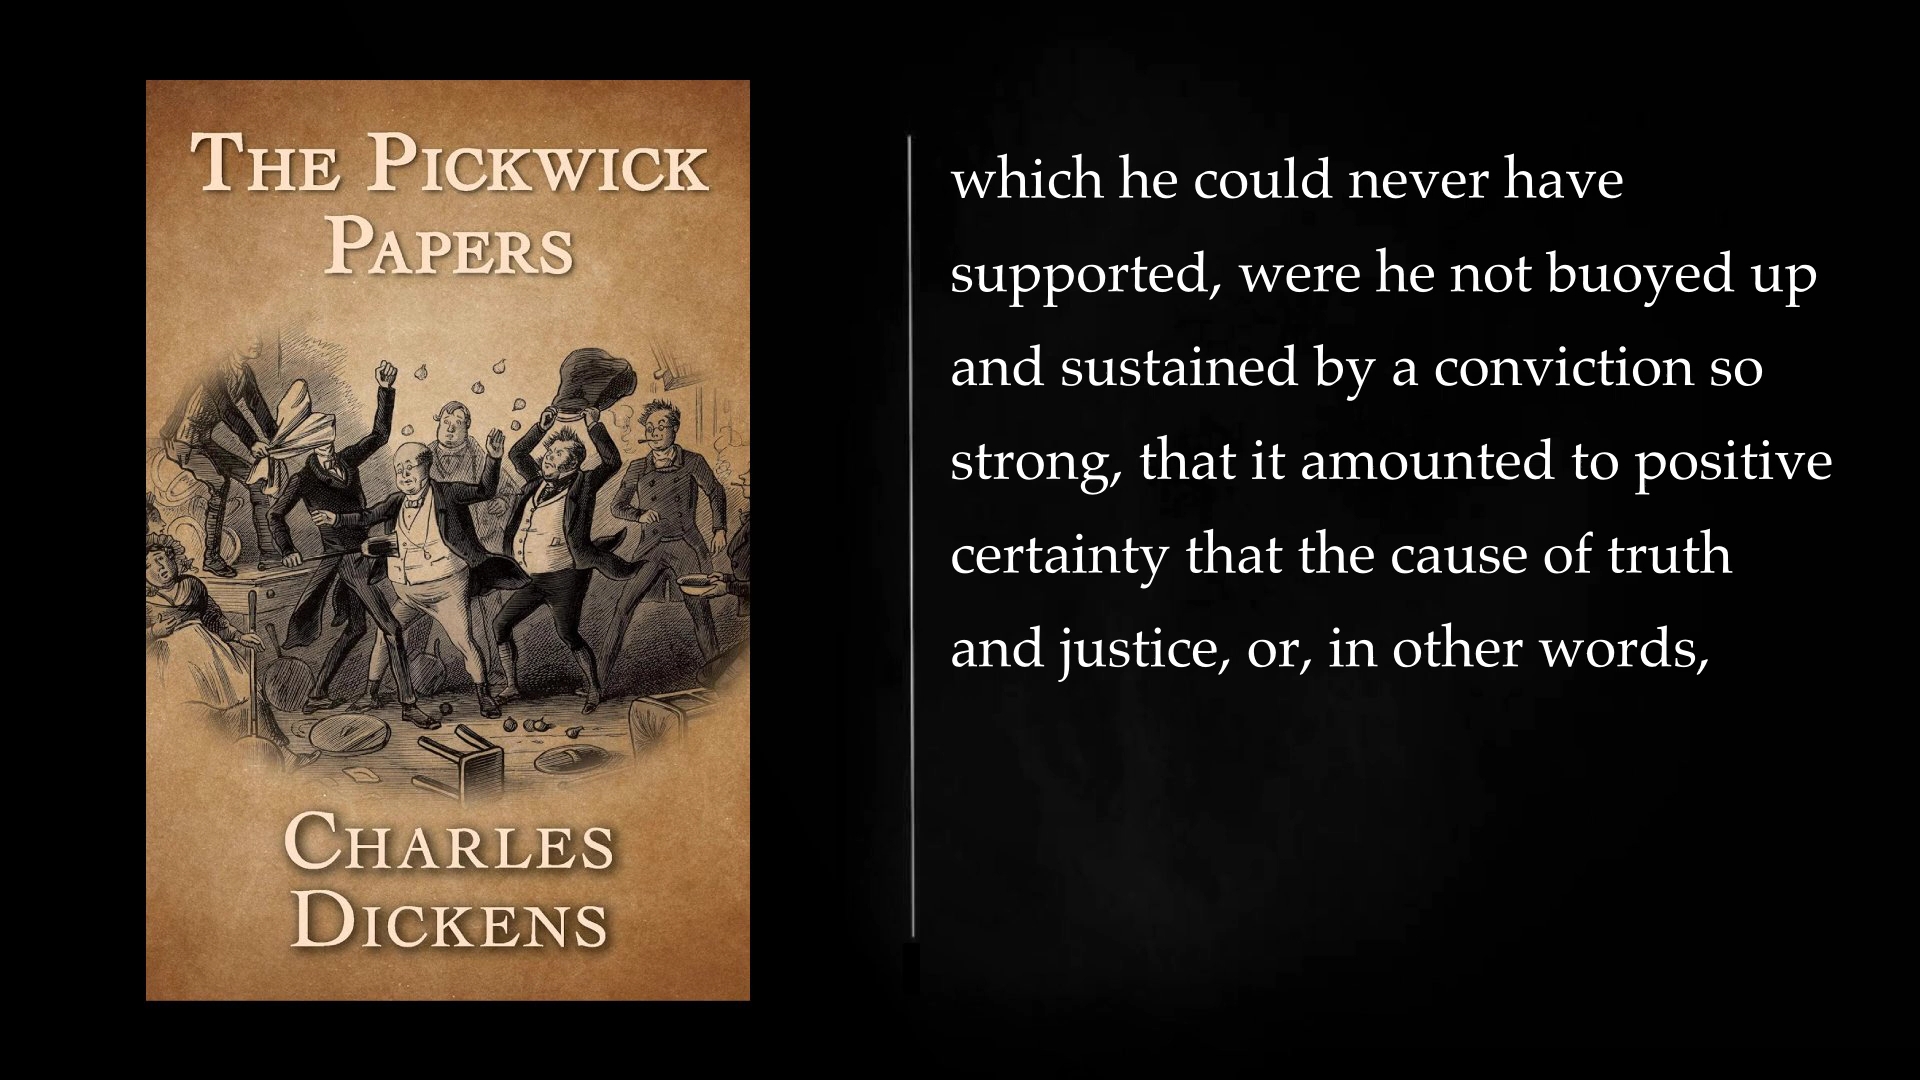 The Pickwick
Papers
Charles
Dickens
which he could never have
supported, were he not buoyed up
and sustained by a conviction so
strong, that it amounted to positive
certainty that the cause of truth
and justice, or, in other words,